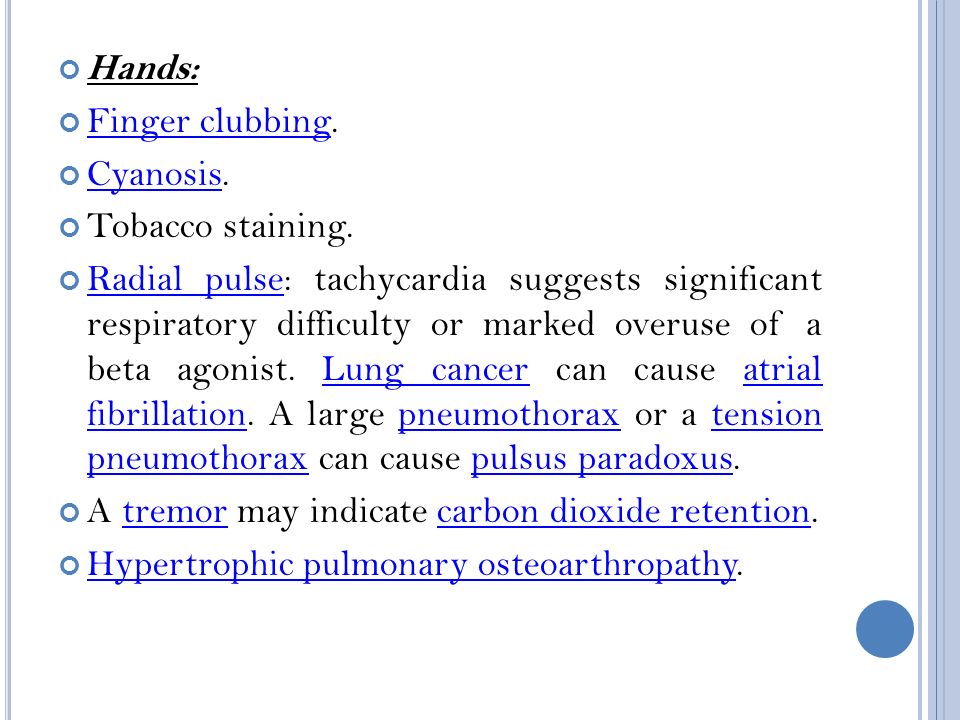 Hands:
Finger clubbing.
Cyanosis.
Tobacco staining.
Radial pulse: tachycardia suggests significant
respiratory difficulty or marked overuse of a
beta agonist. Lung cancer can cause atrial
fibrillation. A large pneumothorax or a tension
pneumothorax can cause pulsus paradoxus.
A tremor may indicate carbon dioxide retention.
Hypertrophic pulmonary osteoarthropathy.